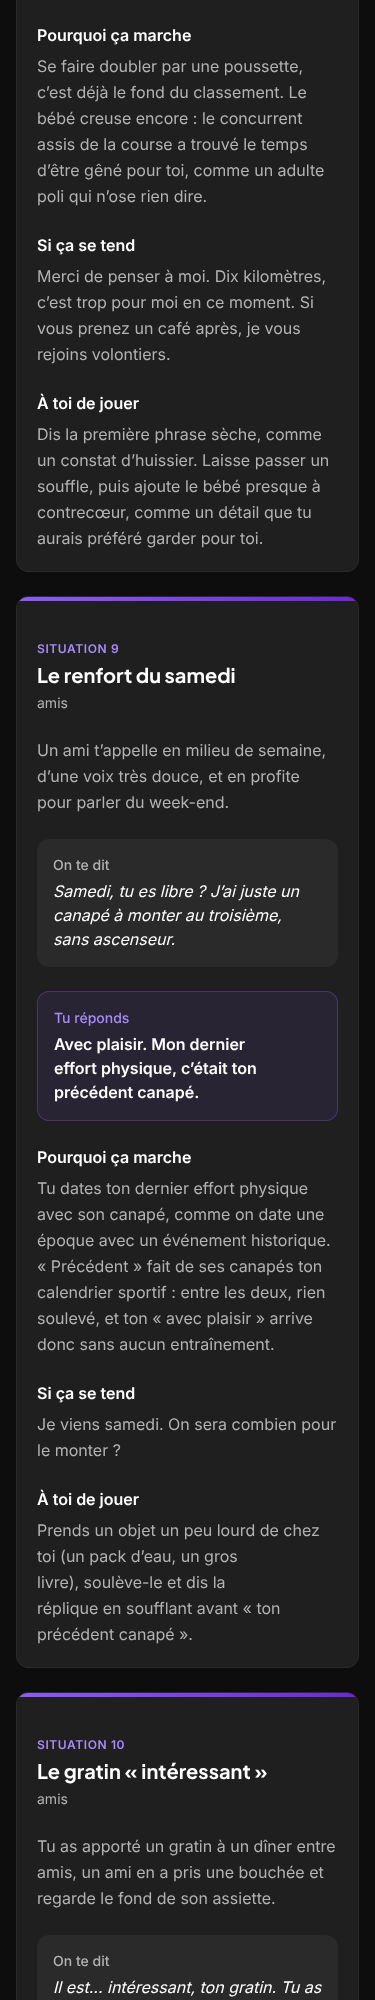 Pourquoi ça marche
Se faire doubler par une poussette,
c’est déjà le fond du classement. Le
bébé creuse encore : le concurrent
assis de la course a trouvé le temps
d’être gêné pour toi, comme un adulte
poli qui n’ose rien dire.
Si ça se tend
Merci de penser à moi. Dix kilomètres,
c’est trop pour moi en ce moment. Si
vous prenez un café après, je vous
rejoins volontiers.
À toi de jouer
Dis la première phrase sèche, comme
un constat d’huissier. Laisse passer un
souffle, puis ajoute le bébé presque à
contrecœur, comme un détail que tu
aurais préféré garder pour toi.
SITUATION 9
Le renfort du samedi
amis
Un ami t’appelle en milieu de semaine,
d’une voix très douce, et en profite
pour parler du week-end.
On te dit
Samedi, tu es libre ? J’ai juste un
canapé à monter au troisième,
sans ascenseur.
Tu réponds
Avec plaisir. Mon dernier
effort physique, c’était ton
précédent canapé.
Pourquoi ça marche
Tu dates ton dernier effort physique
avec son canapé, comme on date une
époque avec un événement historique.
« Précédent » fait de ses canapés ton
calendrier sportif : entre les deux, rien
soulevé, et ton « avec plaisir » arrive
donc sans aucun entraînement.
Si ça se tend
Je viens samedi. On sera combien pour
le monter ?
À toi de jouer
Prends un objet un peu lourd de chez
toi (un pack d’eau, un gros
livre), soulève-le et dis la
réplique en soufflant avant « ton
précédent canapé ».
SITUATION 10
Le gratin « intéressant »
amis
Tu as apporté un gratin à un dîner entre
amis, un ami en a pris une bouchée et
regarde le fond de son assiette.
On te dit
Il est… intéressant, ton gratin. Tu as